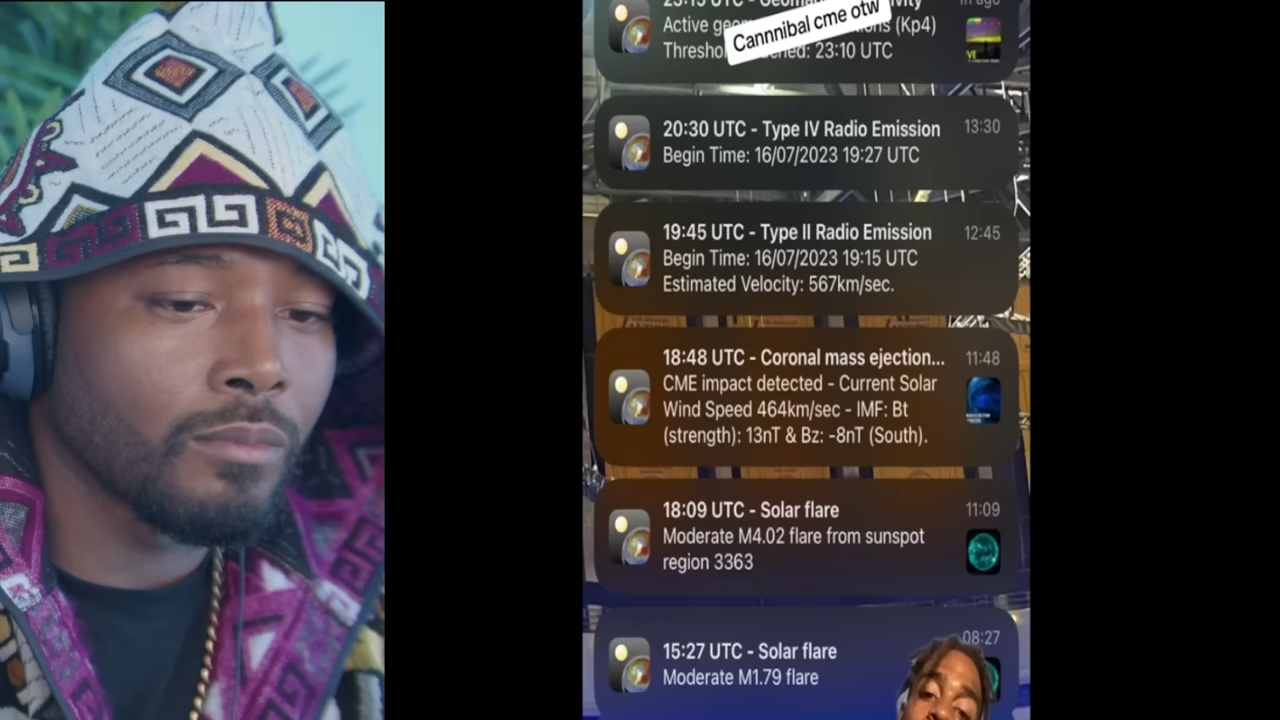 ivity
h ago
Cannnibal cme otw
Active
(Kp4)
23:10 UTC
20:30 UTC - Type IV Radio Emission
13:30
Begin Time: 16/07/2023 19:27 UTC
19:45 UTC - Type II Radio Emission
12:45
Begin Time: 16/07/2023 19:15 UTC
Estimated Velocity: 567km/sec.
18:48 UTC - Coronal mass ejection...
11:48
CME impact detected - Current Solar
Wind Speed 464km/sec - IMF: Bt
(strength): 13nT & Bz: -8nT (South).
18:09 UTC - Solar flare
11:09
Moderate M4.02 flare from sunspot
region 3363
15:27 UTC - Solar flare
08:27
Moderate M1.79 flare